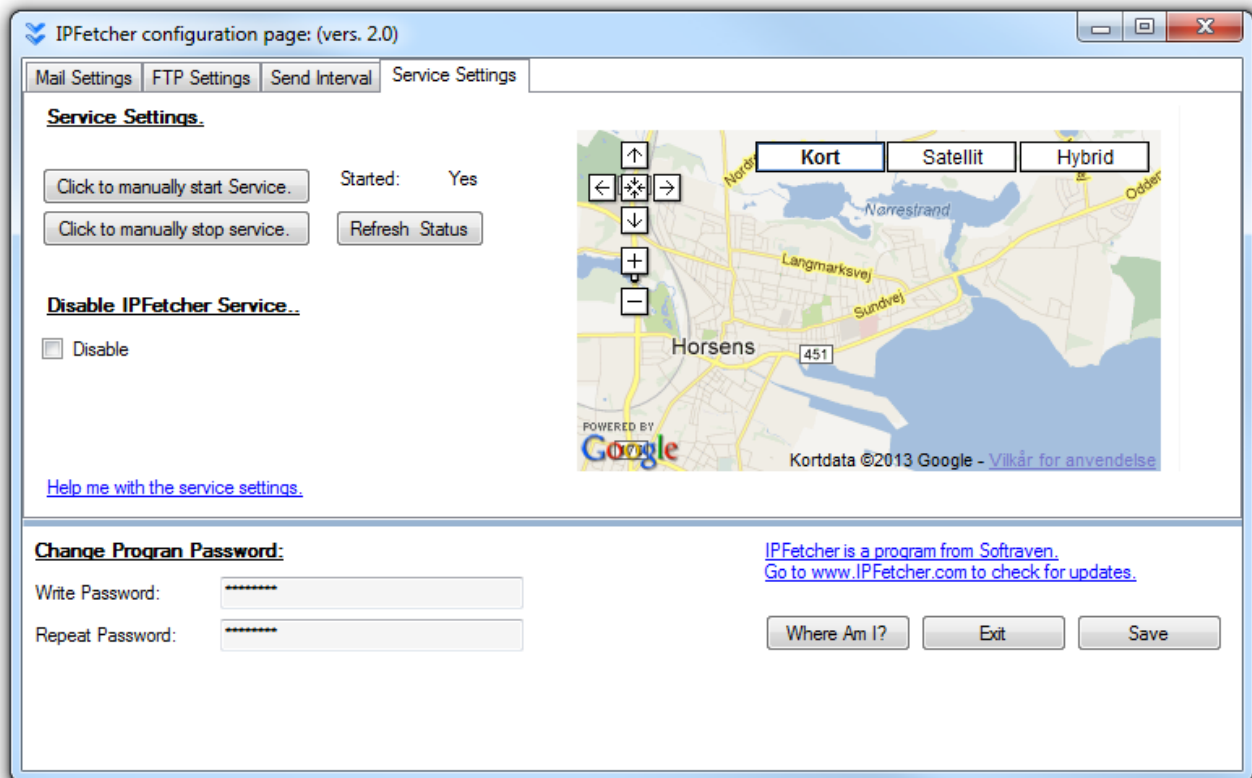 IPFetcher configuration page: (vers. 2.0)
Mail Settings FTP Settings Send Interval Service Settings
Service Settings.
Click to manually start Service. Started: Yes
Click to manually stop service. Refresh Status
Disable IPFetcher Service..
Disable
Help me with the service settings.
Kort Satellit Hybrid
Nørrestrand
Langmarksvej
Sundvej
Horsens
451
POWERED BY
Google
Kortdata ©2013 Google - Vilkår for anvendelse
Change Progran Password:
Write Password: ********
Repeat Password: ********
IPFetcher is a program from Softraven.
Go to www.IPFetcher.com to check for updates.
Where Am I? Exit Save